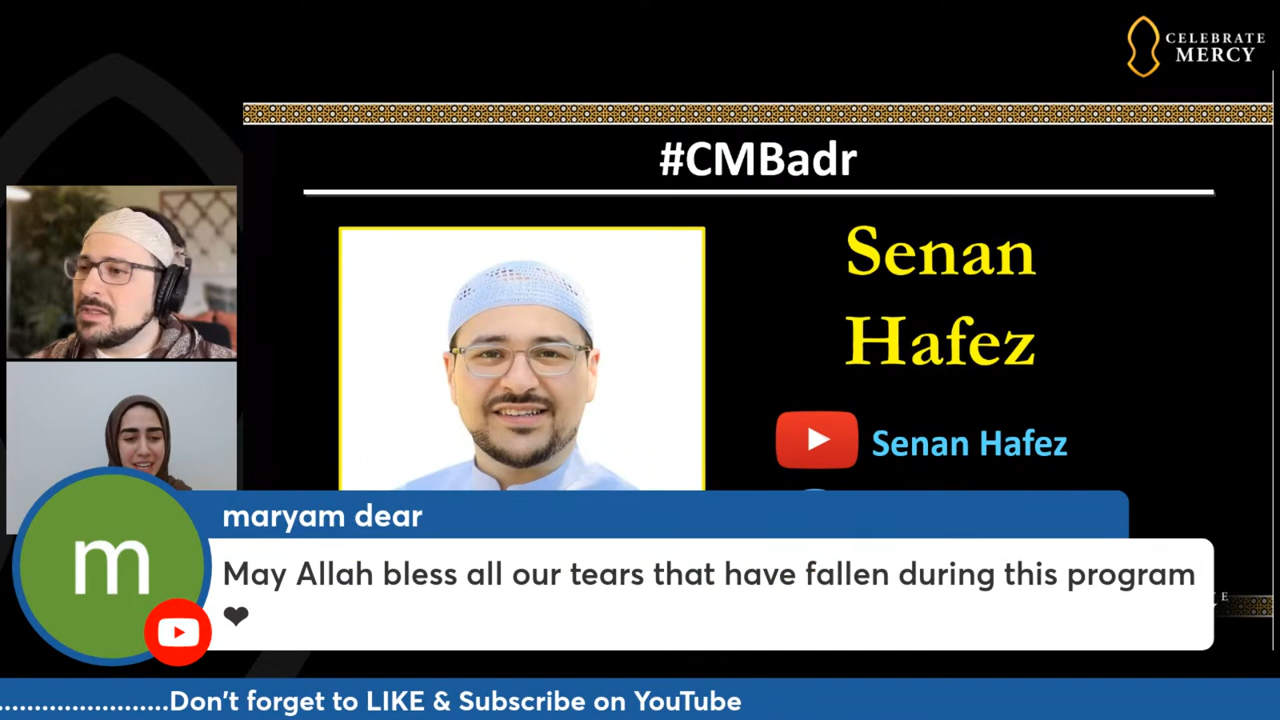 CELEBRATE
MERCY
#CMBadr
Senan
Hafez
Senan Hafez
m
maryam dear
May Allah bless all our tears that have fallen during this program
❤
.......................Don't forget to LIKE & Subscribe on YouTube